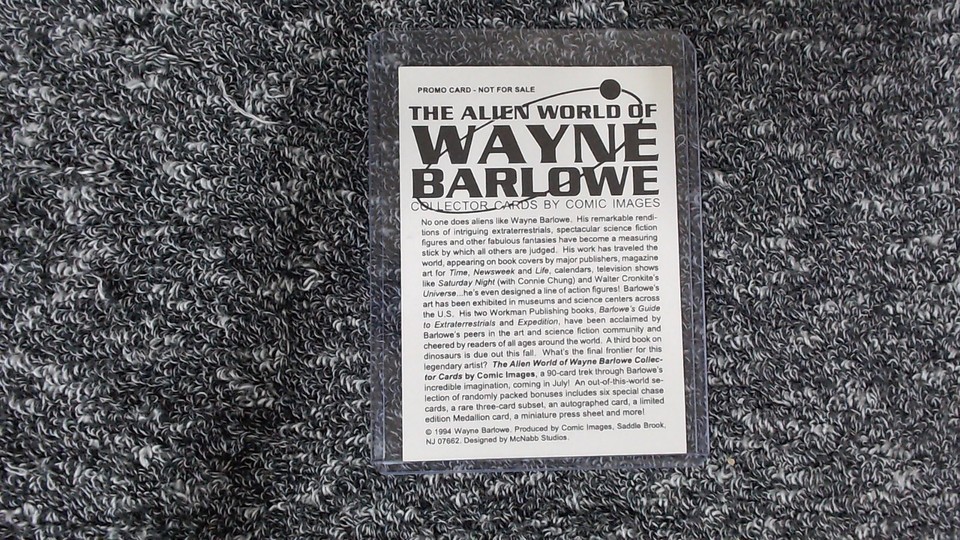 PROMO CARD - NOT FOR SALE
THE ALIEN WORLD OF
WAYNE
BARLOWE
COLLECTOR CARDS BY COMIC IMAGES
No one does aliens like Wayne Barlowe. His remarkable rendi-
tions of intriguing extraterrestrials, spectacular science fiction
figures and other fabulous fantasies have become a measuring
stick by which all others are judged. His work has traveled the
world, appearing on book covers by major publishers, magazine
art for Time, Newsweek and Life, calendars, television shows
like Saturday Night (with Connie Chung) and Walter Cronkite's
Universe...he's even designed a line of action figures! Barlowe's
art has been exhibited in museums and science centers across
the U.S. His two Workman Publishing books, Barlowe's Guide
to Extraterrestrials and Expedition, have been acclaimed by
Barlowe's peers in the art and science fiction community and
cheered by readers of all ages around the world. A third book on
dinosaurs is due out this fall. What's the final frontier for this
legendary artist? The Alien World of Wayne Barlowe Collec-
tor Cards by Comic Images, a 90-card trek through Barlowe's
incredible imagination, coming in July! An out-of-this-world se-
lection of randomly packed bonuses includes six special chase
cards, a rare three-card subset, an autographed card, a limited
edition Medallion card, a miniature press sheet and more!
© 1994 Wayne Barlowe. Produced by Comic Images, Saddle Brook,
NJ 07662. Designed by McNabb Studios.